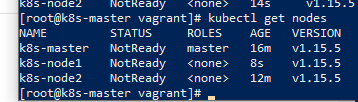 k8s-node2 NotReady <none> 14s v1.15.5
[root@k8s-master vagrant]# kubectl get nodes
NAME STATUS ROLES AGE VERSION
k8s-master NotReady master 16m v1.15.5
k8s-node1 NotReady <none> 8s v1.15.5
k8s-node2 NotReady <none> 12m v1.15.5
[root@k8s-master vagrant]#